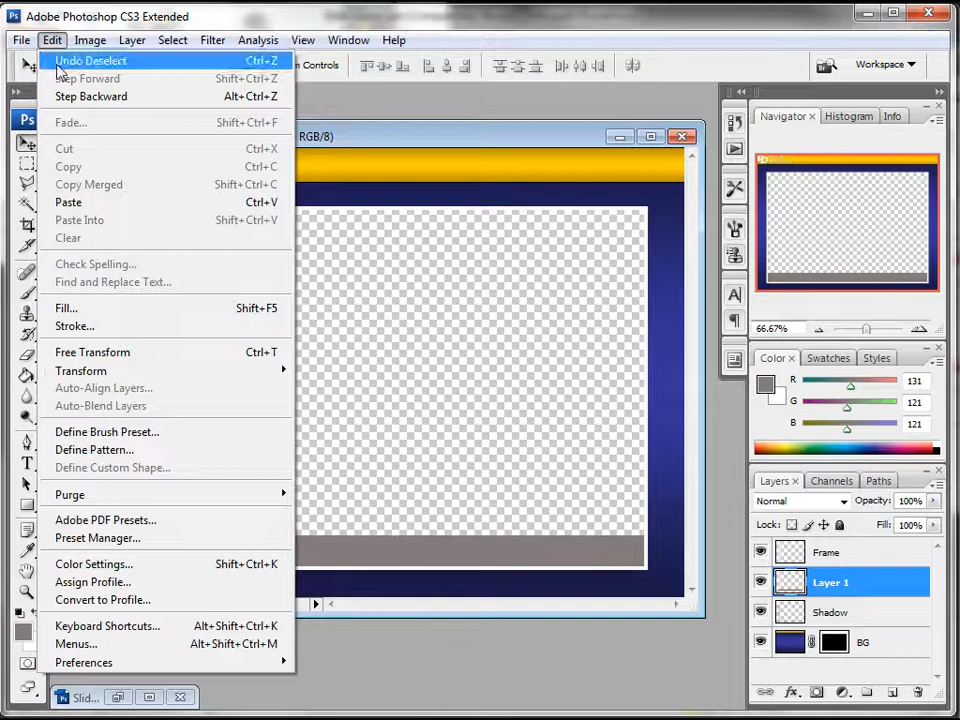 Adobe Photoshop CS3 Extended
File Edit Image Layer Select Filter Analysis View Window Help
Controls
Workspace
Undo Deselect Ctrl+Z
Step Forward Shift+Ctrl+Z
Step Backward Alt+Ctrl+Z
Fade... Shift+Ctrl+F
Cut Ctrl+X
Copy Ctrl+C
Copy Merged Shift+Ctrl+C
Paste Ctrl+V
Paste Into Shift+Ctrl+V
Clear
Check Spelling...
Find and Replace Text...
Fill... Shift+F5
Stroke...
Free Transform Ctrl+T
Transform
Auto-Align Layers...
Auto-Blend Layers
Define Brush Preset...
Define Pattern...
Define Custom Shape...
Purge
Adobe PDF Presets...
Preset Manager...
Color Settings... Shift+Ctrl+K
Assign Profile...
Convert to Profile...
Keyboard Shortcuts... Alt+Shift+Ctrl+K
Menus... Alt+Shift+Ctrl+M
Preferences
Ps
RGB/8)
Ps Slid...
Navigator × Histogram Info
66.67%
Color × Swatches Styles
R 131
G 121
B 121
Layers × Channels Paths
Normal Opacity: 100%
Lock: Fill: 100%
Frame
Layer 1
Shadow
BG